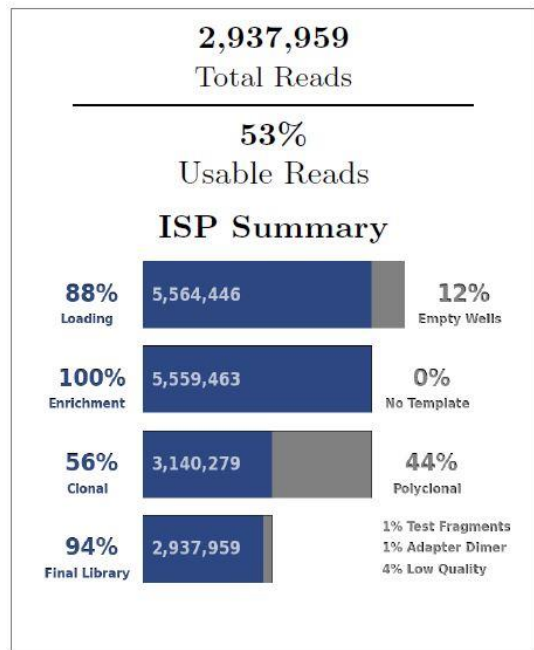 2,937,959
Total Reads
53%
Usable Reads
ISP Summary
88%
Loading
5,564,446
12%
Empty Wells
100%
Enrichment
5,559,463
0%
No Template
56%
Clonal
3,140,279
44%
Polyclonal
94%
Final Library
2,937,959
1% Test Fragments
1% Adapter Dimer
4% Low Quality